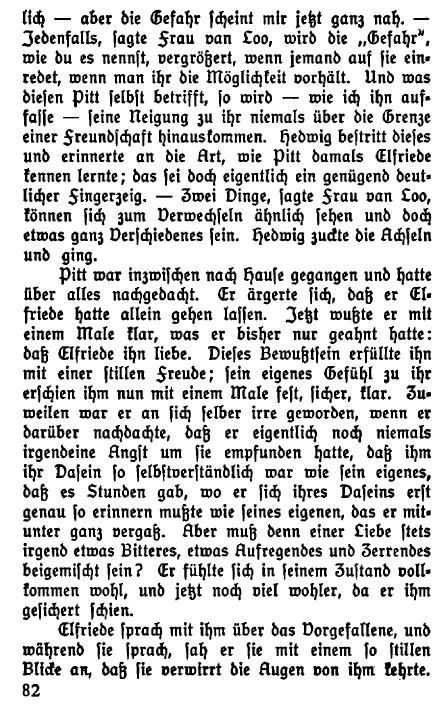 lich — aber die Gefahr scheint mir jetzt ganz nah. —
Jedenfalls, sagte Frau van Loo, wird die „Gefahr",
wie du es nennst, vergrößert, wenn jemand auf sie ein-
redet, wenn man ihr die Möglichkeit vorhält. Und was
diesen Pitt selbst betrifft, so wird — wie ich ihn auf-
fasse — seine Neigung zu ihr niemals über die Grenze
einer Freundschaft hinauskommen. Hedwig bestritt dieses
und erinnerte an die Art, wie Pitt damals Elfriede
kennen lernte; das sei doch eigentlich ein genügend deut-
licher Fingerzeig. — Zwei Dinge, sagte Frau van Loo,
können sich zum Verwechseln ähnlich sehen und doch
etwas ganz Verschiedenes sein. Hedwig zuckte die Achseln
und ging.
Pitt war inzwischen nach Hause gegangen und hatte
über alles nachgedacht. Er ärgerte sich, daß er El-
friede hatte allein gehen lassen. Jetzt wußte er mit
einem Male klar, was er bisher nur geahnt hatte:
daß Elfriede ihn liebe. Dieses Bewußtsein erfüllte ihn
mit einer stillen Freude; sein eigenes Gefühl zu ihr
erschien ihm nun mit einem Male fest, sicher, klar. Zu-
weilen war er an sich selber irre geworden, wenn er
darüber nachdachte, daß er eigentlich noch niemals
irgendeine Angst um sie empfunden hatte, daß ihm
ihr Dasein so selbstverständlich war wie sein eigenes,
daß es Stunden gab, wo er sich ihres Daseins erst
genau so erinnern mußte wie seines eigenen, das er mit-
unter ganz vergaß. Aber muß denn einer Liebe stets
irgend etwas Bitteres, etwas Aufregendes und Zerrendes
beigemischt sein? Er fühlte sich in seinem Zustand voll-
kommen wohl, und jetzt noch viel wohler, da er ihm
gesichert schien.
Elfriede sprach mit ihm über das Vorgefallene, und
während sie sprach, sah er sie mit einem so stillen
Blicke an, daß sie verwirrt die Augen von ihm kehrte.
82